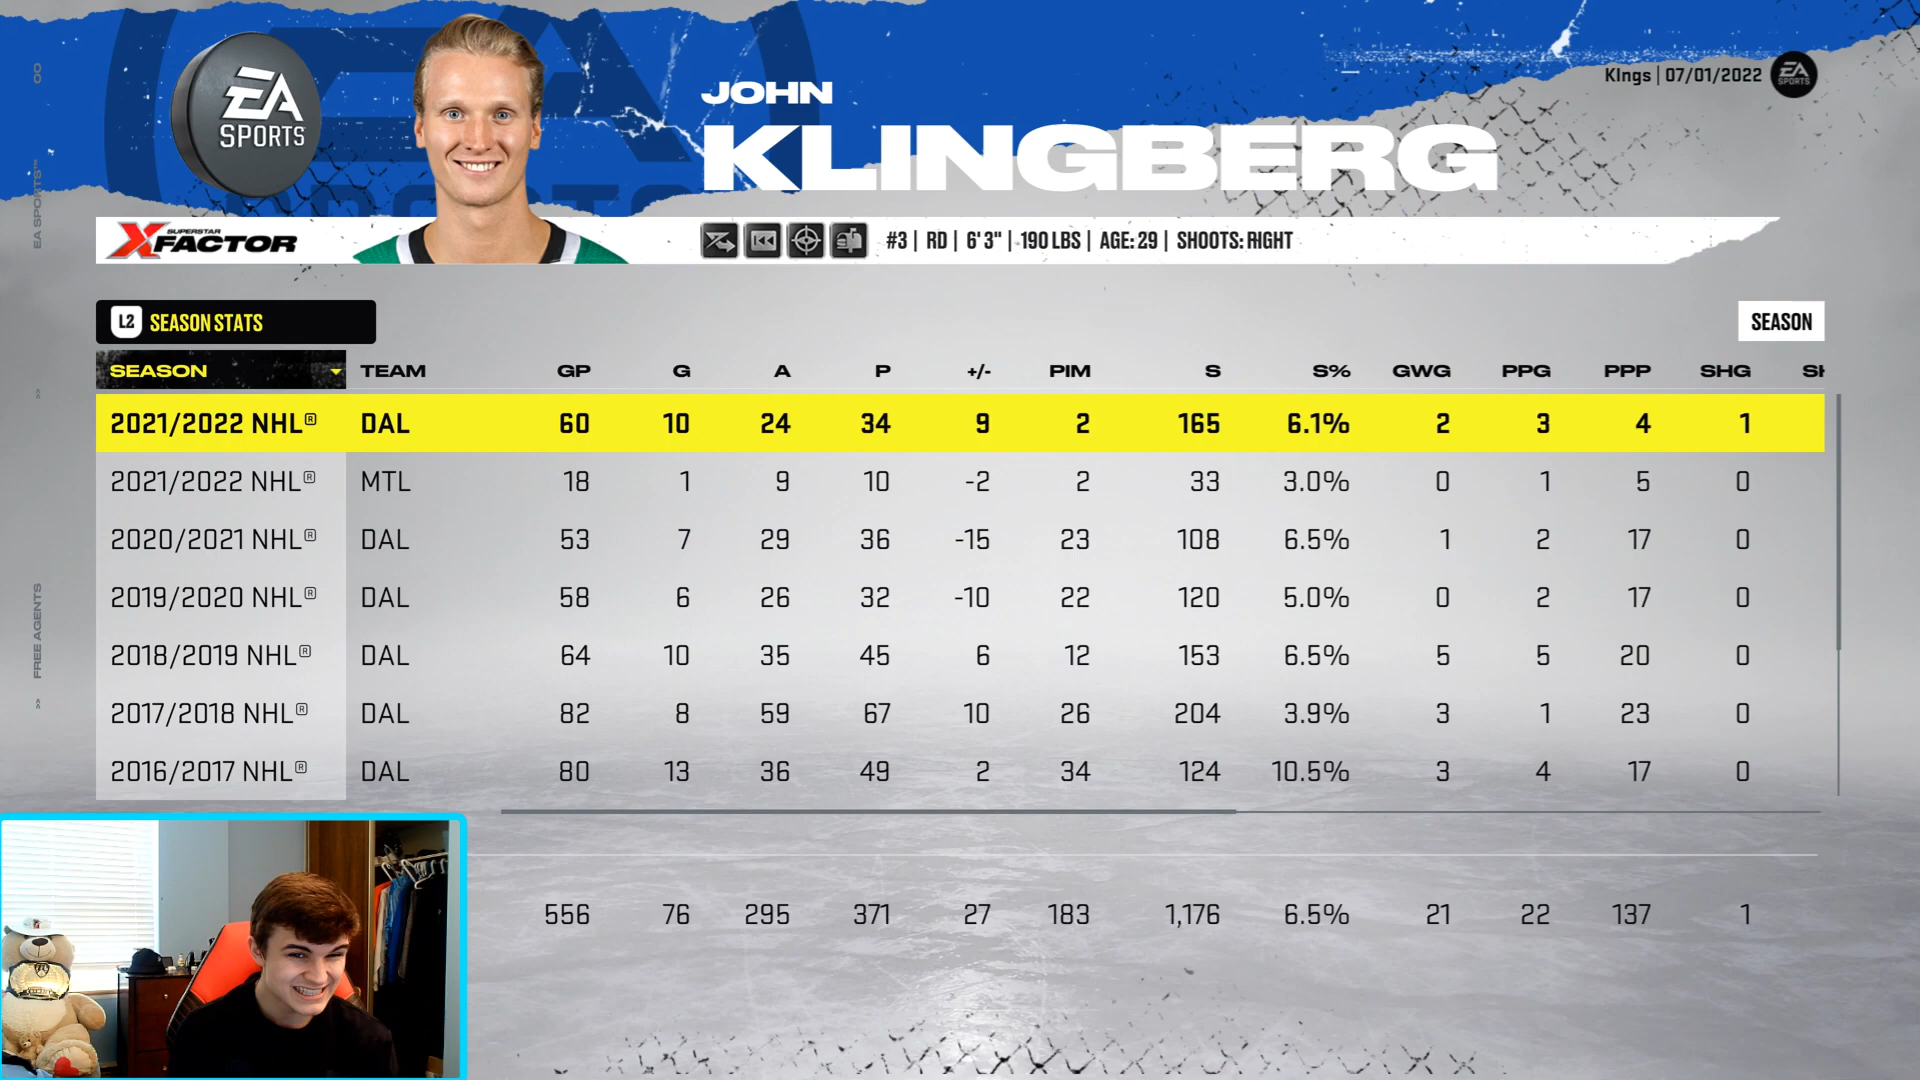 EA
SPORTS
JOHN
KLINGBERG
KIngs | 07/01/2022
EA
SPORTS
SUPERSTAR
XFACTOR
#3 | RD | 6' 3" | 190 LBS | AGE: 29 | SHOOTS: RIGHT
EA SPORTS™
FREE AGENTS
L2 SEASON STATS
SEASON
SEASON TEAM GP G A P +/- PIM S S% GWG PPG PPP SHG
2021/2022 NHL® DAL 60 10 24 34 9 2 165 6.1% 2 3 4 1
2021/2022 NHL® MTL 18 1 9 10 -2 2 33 3.0% 0 1 5 0
2020/2021 NHL® DAL 53 7 29 36 -15 23 108 6.5% 1 2 17 0
2019/2020 NHL® DAL 58 6 26 32 -10 22 120 5.0% 0 2 17 0
2018/2019 NHL® DAL 64 10 35 45 6 12 153 6.5% 5 5 20 0
2017/2018 NHL® DAL 82 8 59 67 10 26 204 3.9% 3 1 23 0
2016/2017 NHL® DAL 80 13 36 49 2 34 124 10.5% 3 4 17 0
556 76 295 371 27 183 1,176 6.5% 21 22 137 1